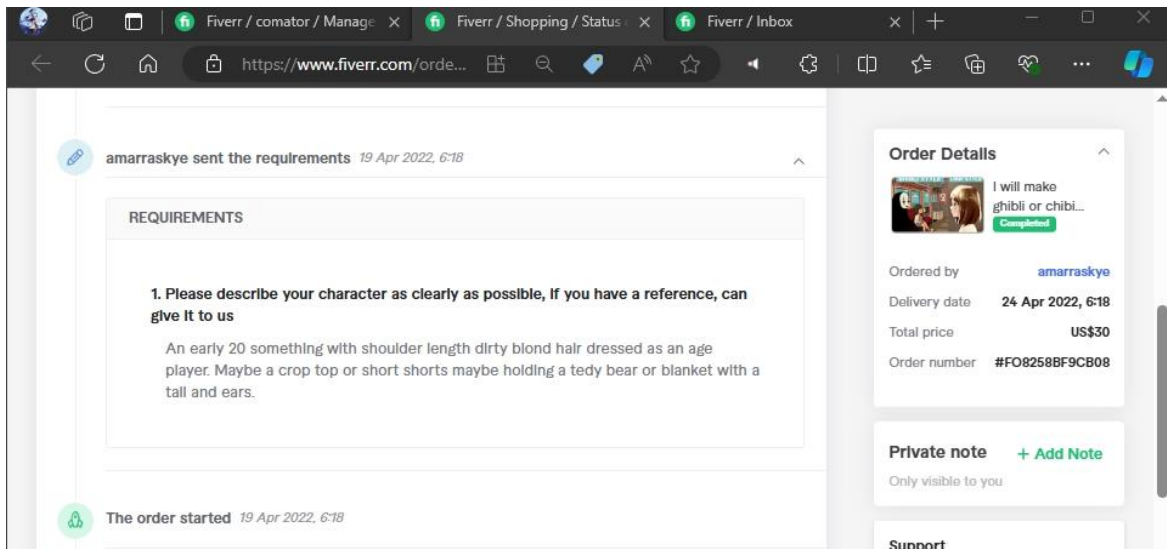 Fiverr / comator / Manage
Fiverr / Shopping / Status
Fiverr / Inbox
https://www.fiverr.com/orde...
amarraskye sent the requirements 19 Apr 2022, 6:18
REQUIREMENTS
1. Please describe your character as clearly as possible, if you have a reference, can
give it to us
An early 20 something with shoulder length dirty blond hair dressed as an age
player. Maybe a crop top or short shorts maybe holding a tedy bear or blanket with a
tail and ears.
The order started 19 Apr 2022, 6:18
Order Details
I will make
ghibli or chibi...
Completed
Ordered by amarraskye
Delivery date 24 Apr 2022, 6:18
Total price US$30
Order number #FO8258BF9CB08
Private note + Add Note
Only visible to you
Support